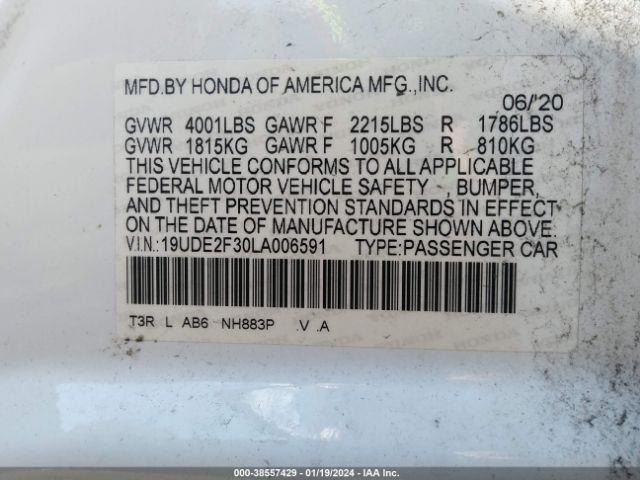 MFD.BY HONDA OF AMERICA MFG.,INC.
06/'20
GVWR 4001LBS GAWR F 2215LBS R 1786LBS
GVWR 1815KG GAWR F 1005KG R 810KG
THIS VEHICLE CONFORMS TO ALL APPLICABLE
FEDERAL MOTOR VEHICLE SAFETY - , BUMPER,
AND THEFT PREVENTION STANDARDS IN EFFECT
ON THE DATE OF MANUFACTURE SHOWN ABOVE.
V.I.N.:19UDE2F30LA006591 TYPE:PASSENGER CAR
T3R L AB6 NH883P .V .A
000-38557429 - 01/19/2024 - IAAI.COM